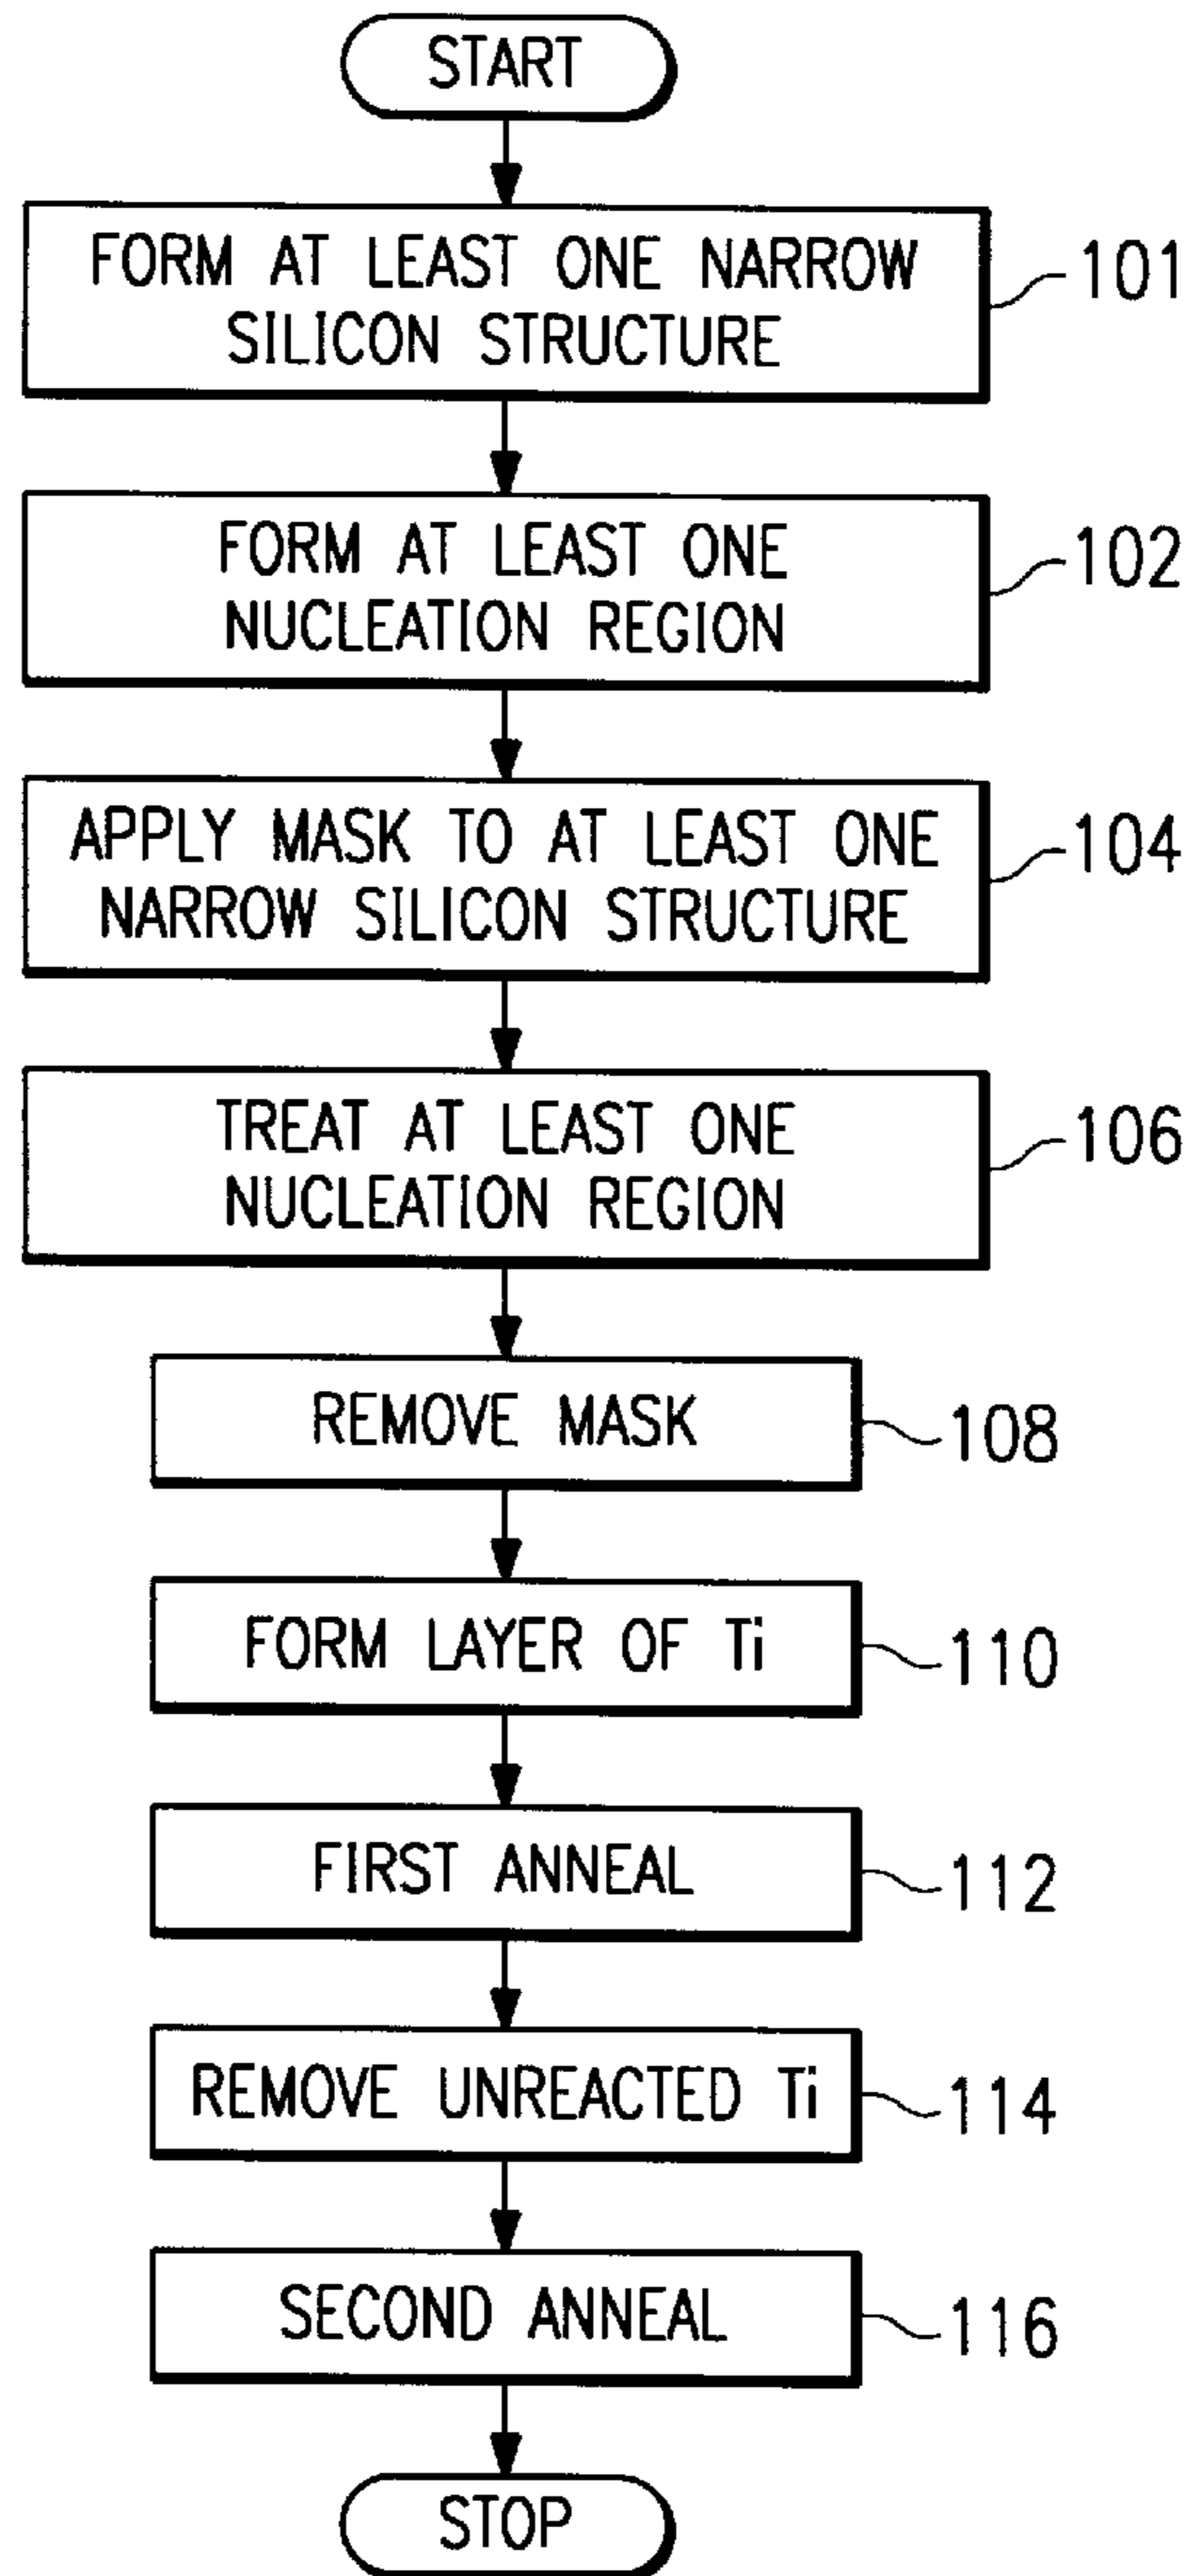 START
FORM AT LEAST ONE NARROW
SILICON STRUCTURE
101
FORM AT LEAST ONE
NUCLEATION REGION
102
APPLY MASK TO AT LEAST ONE
NARROW SILICON STRUCTURE
104
TREAT AT LEAST ONE
NUCLEATION REGION
106
REMOVE MASK
108
FORM LAYER OF Ti
110
FIRST ANNEAL
112
REMOVE UNREACTED Ti
114
SECOND ANNEAL
116
STOP